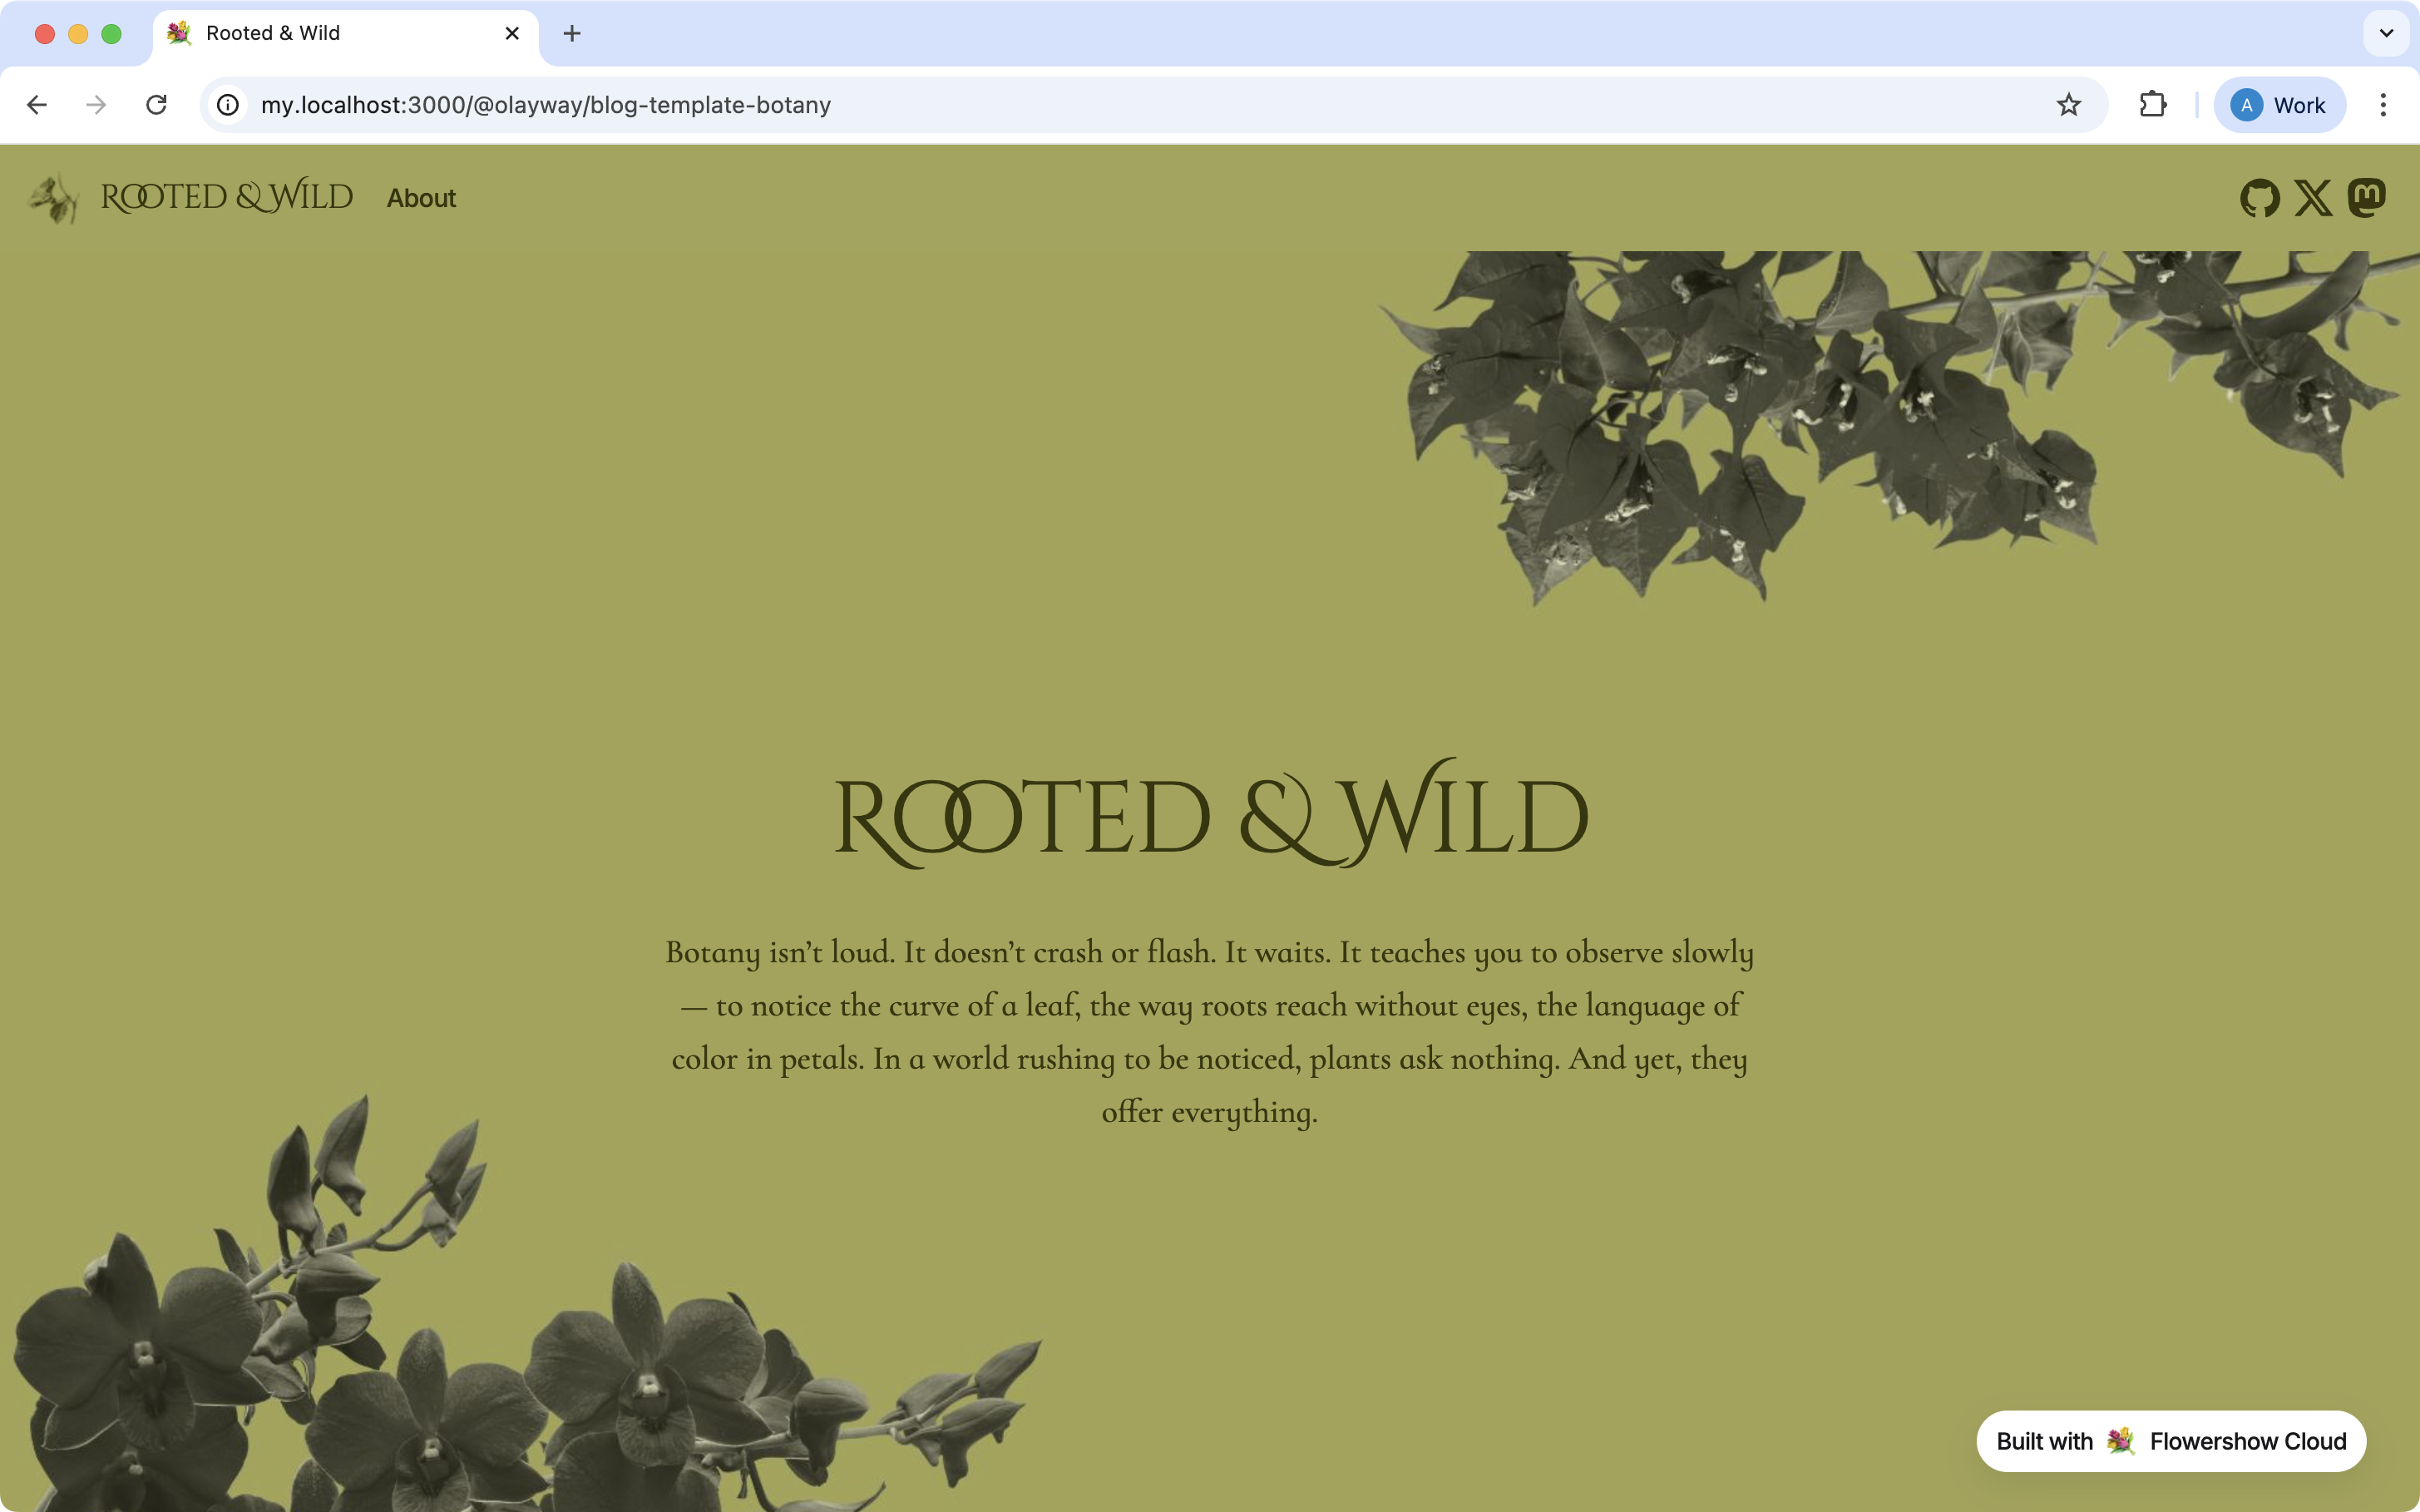 Rooted & Wild
my.localhost:3000/@olayway/blog-template-botany
A Work
ROOTED & WILD About
ROOTED & WILD
Botany isn’t loud. It doesn’t crash or flash. It waits. It teaches you to observe slowly
— to notice the curve of a leaf, the way roots reach without eyes, the language of
color in petals. In a world rushing to be noticed, plants ask nothing. And yet, they
offer everything.
Built with Flowershow Cloud